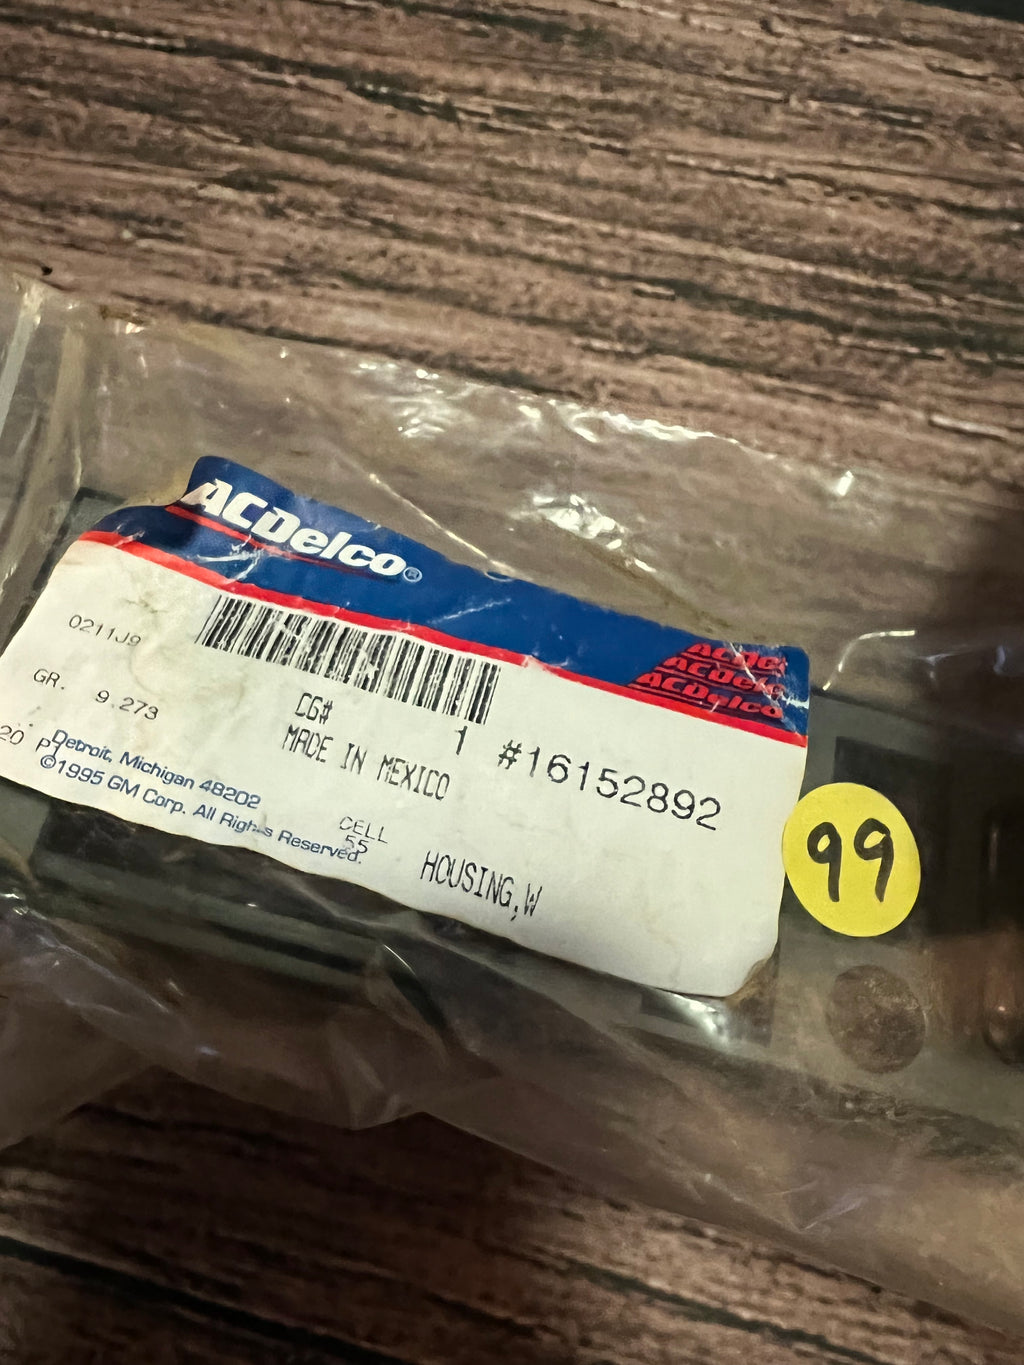 ACDelco®
ACDelco
ACDelco
ACDelco
0211J9
GR. 9.273
CG#
1 #16152892
MADE IN MEXICO
Detroit, Michigan 48202
©1995 GM Corp. All Rights Reserved.
CELL
55
HOUSING,W
99